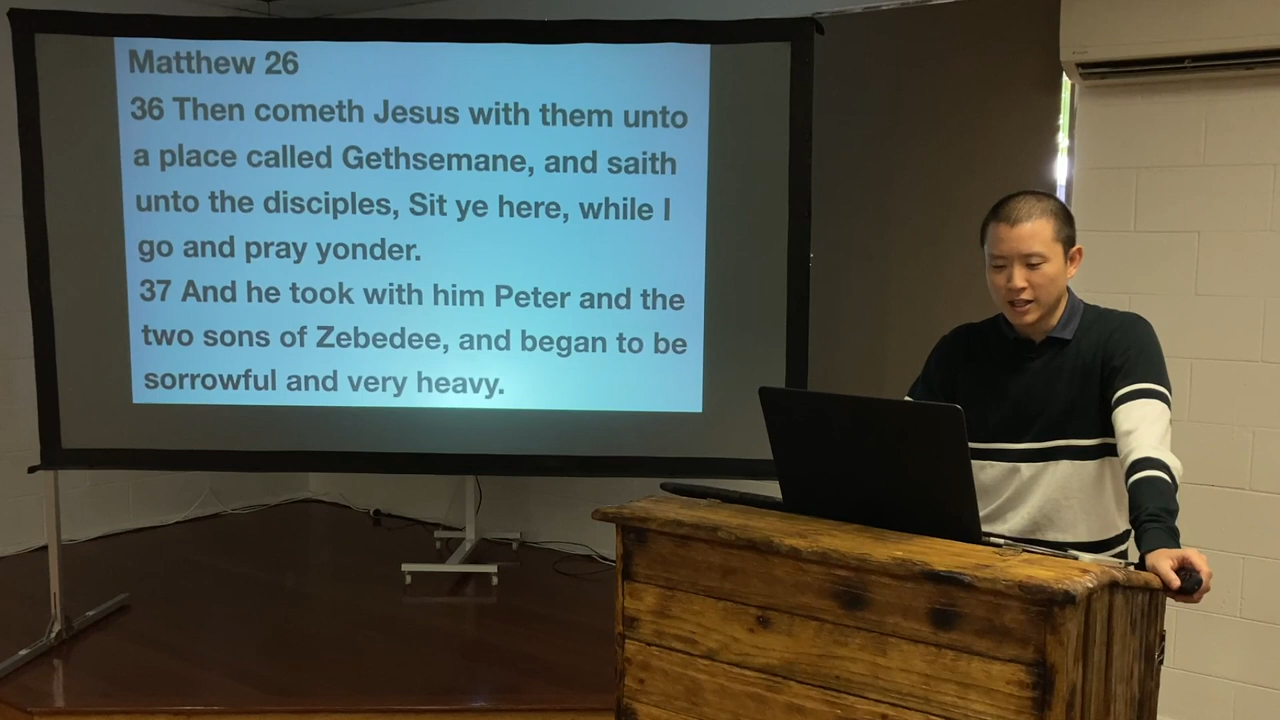 Matthew 26
36 Then cometh Jesus with them unto
a place called Gethsemane, and saith
unto the disciples, Sit ye here, while I
go and pray yonder.
37 And he took with him Peter and the
two sons of Zebedee, and began to be
sorrowful and very heavy.